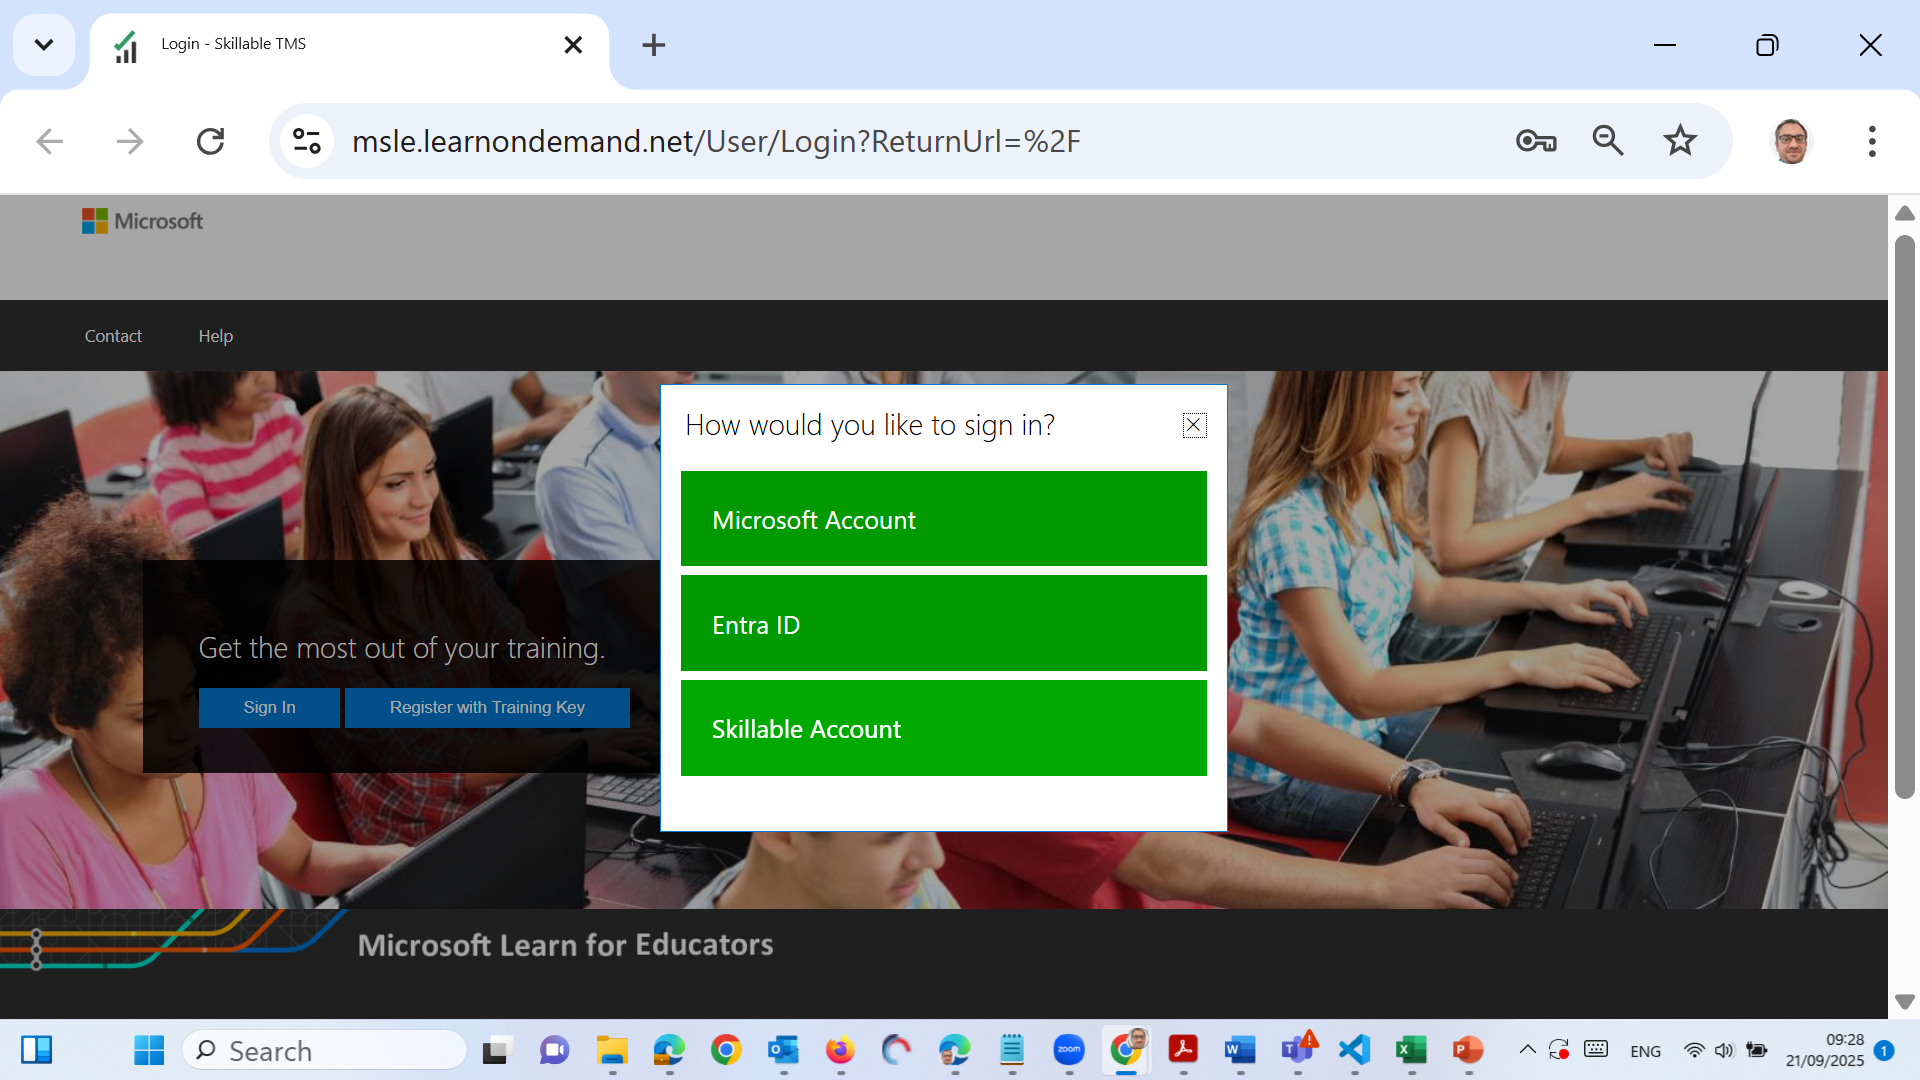 Login - Skillable TMS
msle.learnondemand.net/User/Login?ReturnUrl=%2F
Microsoft
Contact Help
How would you like to sign in?
Microsoft Account
Entra ID
Skillable Account
Get the most out of your training.
Sign In Register with Training Key
Microsoft Learn for Educators
Search
zoom
ENG
09:28
21/09/2025
1